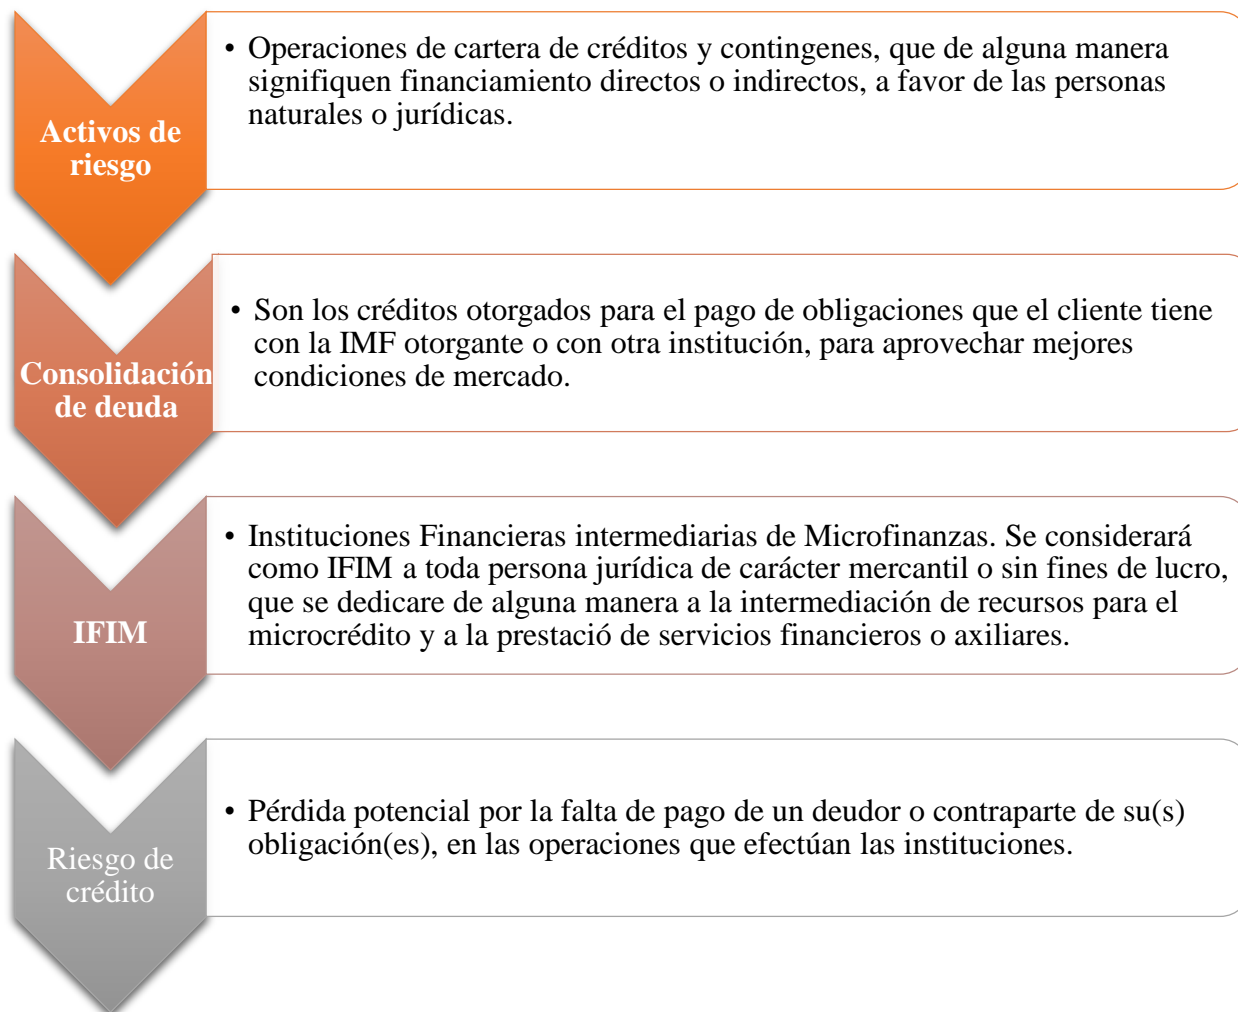 Activos de
riesgo
• Operaciones de cartera de créditos y contingenes, que de alguna manera
signifiquen financiamiento directos o indirectos, a favor de las personas
naturales o jurídicas.
Consolidación
de deuda
• Son los créditos otorgados para el pago de obligaciones que el cliente tiene
con la IMF otorgante o con otra institución, para aprovechar mejores
condiciones de mercado.
IFIM
• Instituciones Financieras intermediarias de Microfinanzas. Se considerará
como IFIM a toda persona jurídica de carácter mercantil o sin fines de lucro,
que se dedicare de alguna manera a la intermediación de recursos para el
microcrédito y a la prestació de servicios financieros o axiliares.
Riesgo de
crédito
• Pérdida potencial por la falta de pago de un deudor o contraparte de su(s)
obligación(es), en las operaciones que efectúan las instituciones.